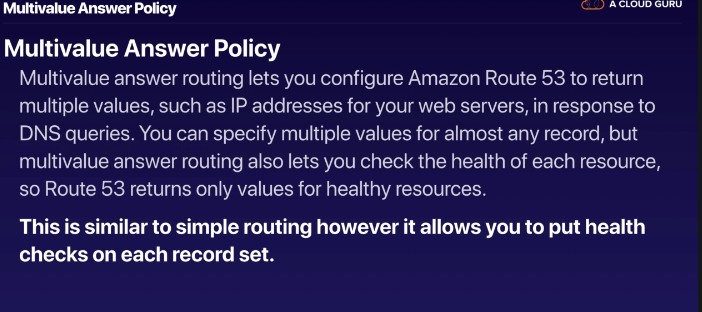 Multivalue Answer Policy
A CLOUD GURU
Multivalue Answer Policy
Multivalue answer routing lets you configure Amazon Route 53 to return
multiple values, such as IP addresses for your web servers, in response to
DNS queries. You can specify multiple values for almost any record, but
multivalue answer routing also lets you check the health of each resource,
so Route 53 returns only values for healthy resources.
This is similar to simple routing however it allows you to put health
checks on each record set.